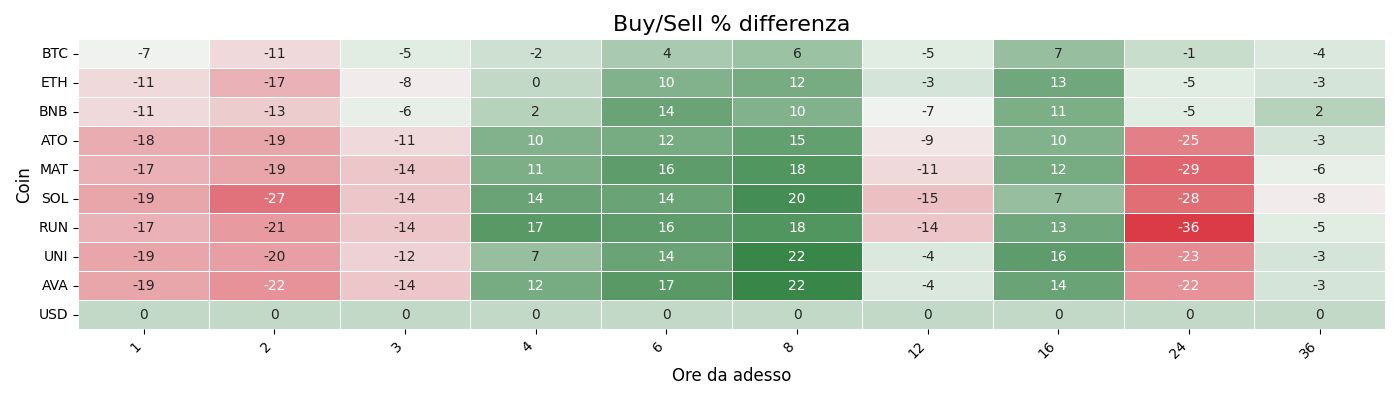 Buy/Sell % differenza
Coin
BTC -7 -11 -5 -2 4 6 -5 7 -1 -4
ETH -11 -17 -8 0 10 12 -3 13 -5 -3
BNB -11 -13 -6 2 14 10 -7 11 -5 2
ATO -18 -19 -11 10 12 15 -9 10 -25 -3
MAT -17 -19 -14 11 16 18 -11 12 -29 -6
SOL -19 -27 -14 14 14 20 -15 7 -28 -8
RUN -17 -21 -14 17 16 18 -14 13 -36 -5
UNI -19 -20 -12 7 14 22 -4 16 -23 -3
AVA -19 -22 -14 12 17 22 -4 14 -22 -3
USD 0 0 0 0 0 0 0 0 0 0
1 2 3 4 6 8 12 16 24 36
Ore da adesso